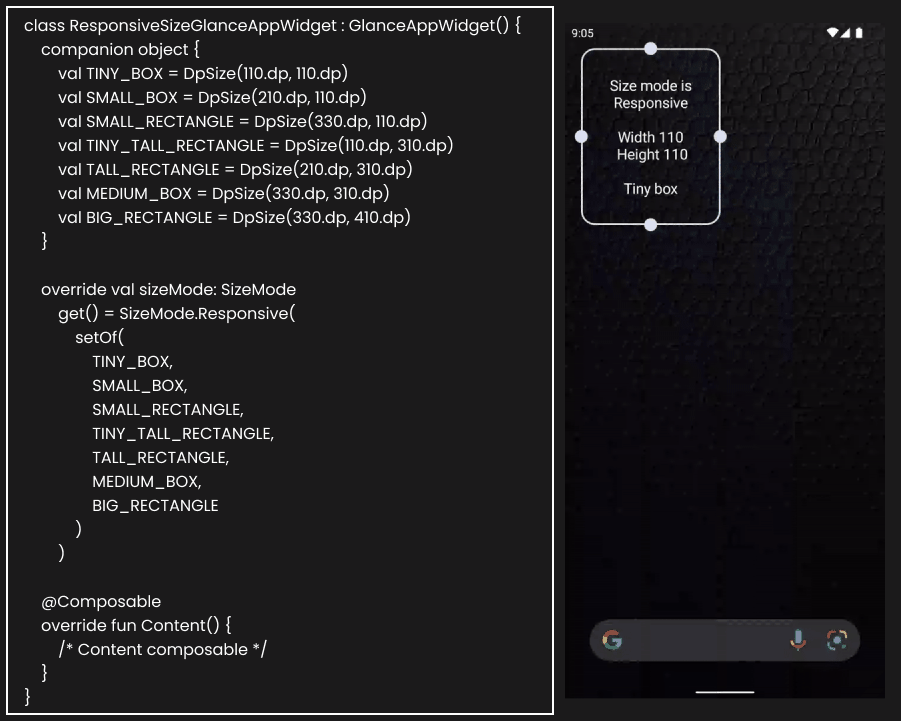 class ResponsiveSizeGlanceAppWidget : GlanceAppWidget() {
companion object {
val TINY_BOX = DpSize(110.dp, 110.dp)
val SMALL_BOX = DpSize(210.dp, 110.dp)
val SMALL_RECTANGLE = DpSize(330.dp, 110.dp)
val TINY_TALL_RECTANGLE = DpSize(110.dp, 310.dp)
val TALL_RECTANGLE = DpSize(210.dp, 310.dp)
val MEDIUM_BOX = DpSize(330.dp, 310.dp)
val BIG_RECTANGLE = DpSize(330.dp, 410.dp)
}
override val sizeMode: SizeMode
get() = SizeMode.Responsive(
setOf(
TINY_BOX,
SMALL_BOX,
SMALL_RECTANGLE,
TINY_TALL_RECTANGLE,
TALL_RECTANGLE,
MEDIUM_BOX,
BIG_RECTANGLE
)
)
@Composable
override fun Content() {
/* Content composable */
}
}
9:05
Size mode is
Responsive
Width 110
Height 110
Tiny box